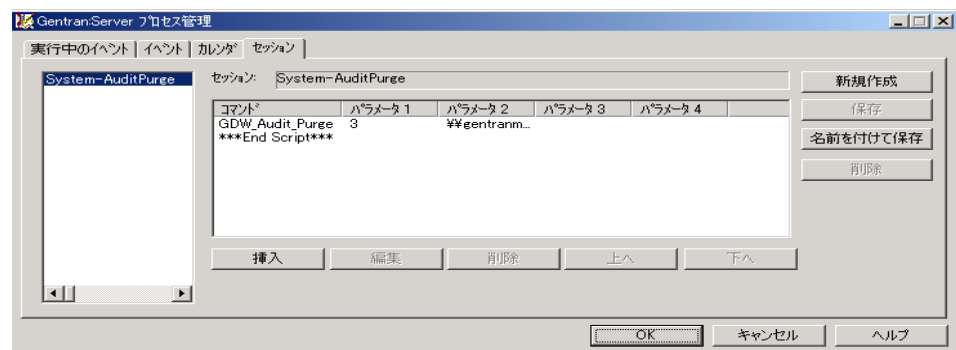 Gentran:Server プロセス管理
実行中のイベント イベント カレンダ セッション
System-AuditPurge
セッション: System-AuditPurge
コマンド パラメータ 1 パラメータ 2 パラメータ 3 パラメータ 4
GDW_Audit_Purge 3 ¥¥gentranm...
***End Script***
新規作成
保存
名前を付けて保存
削除
挿入 編集 削除 上へ 下へ
OK キャンセル ヘルプ